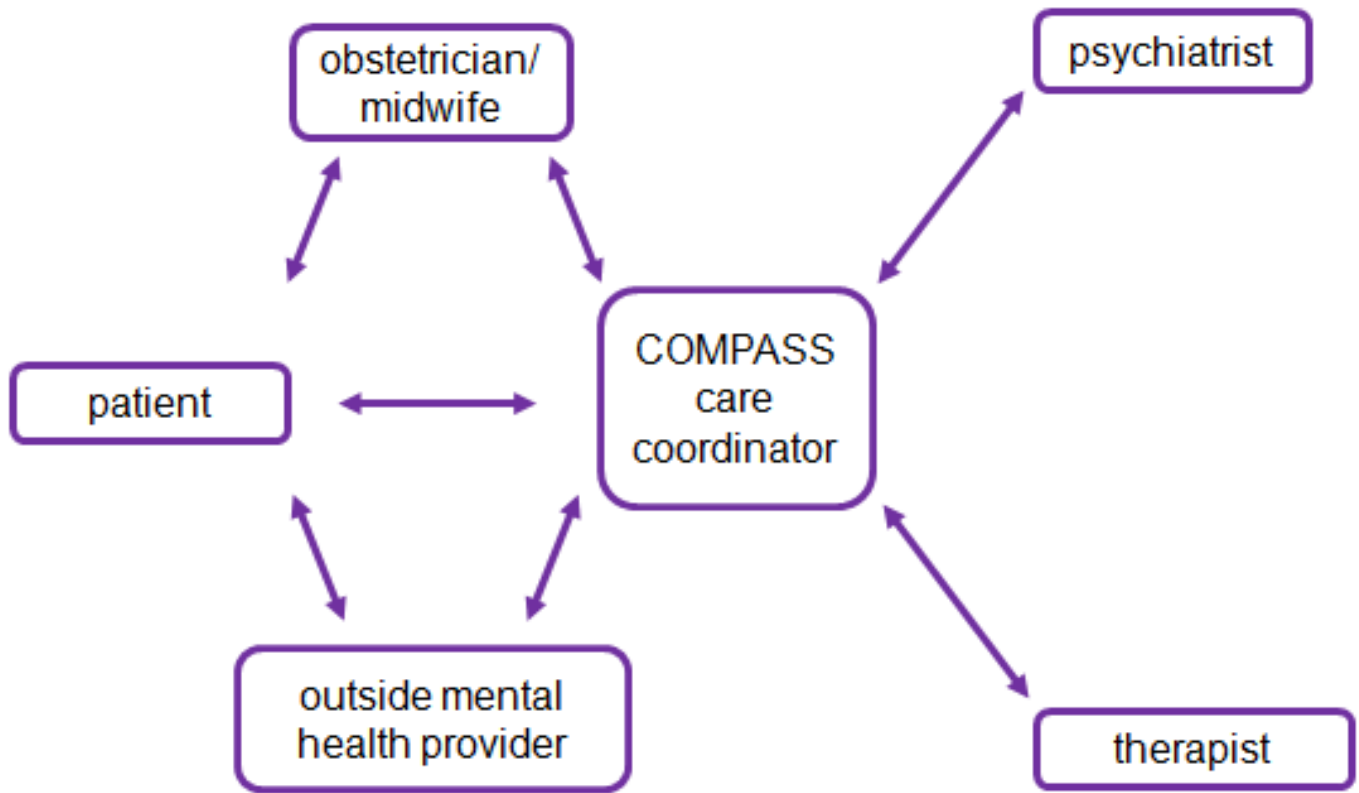 obstetrician/
midwife
psychiatrist
COMPASS
care
coordinator
patient
outside mental
health provider
therapist